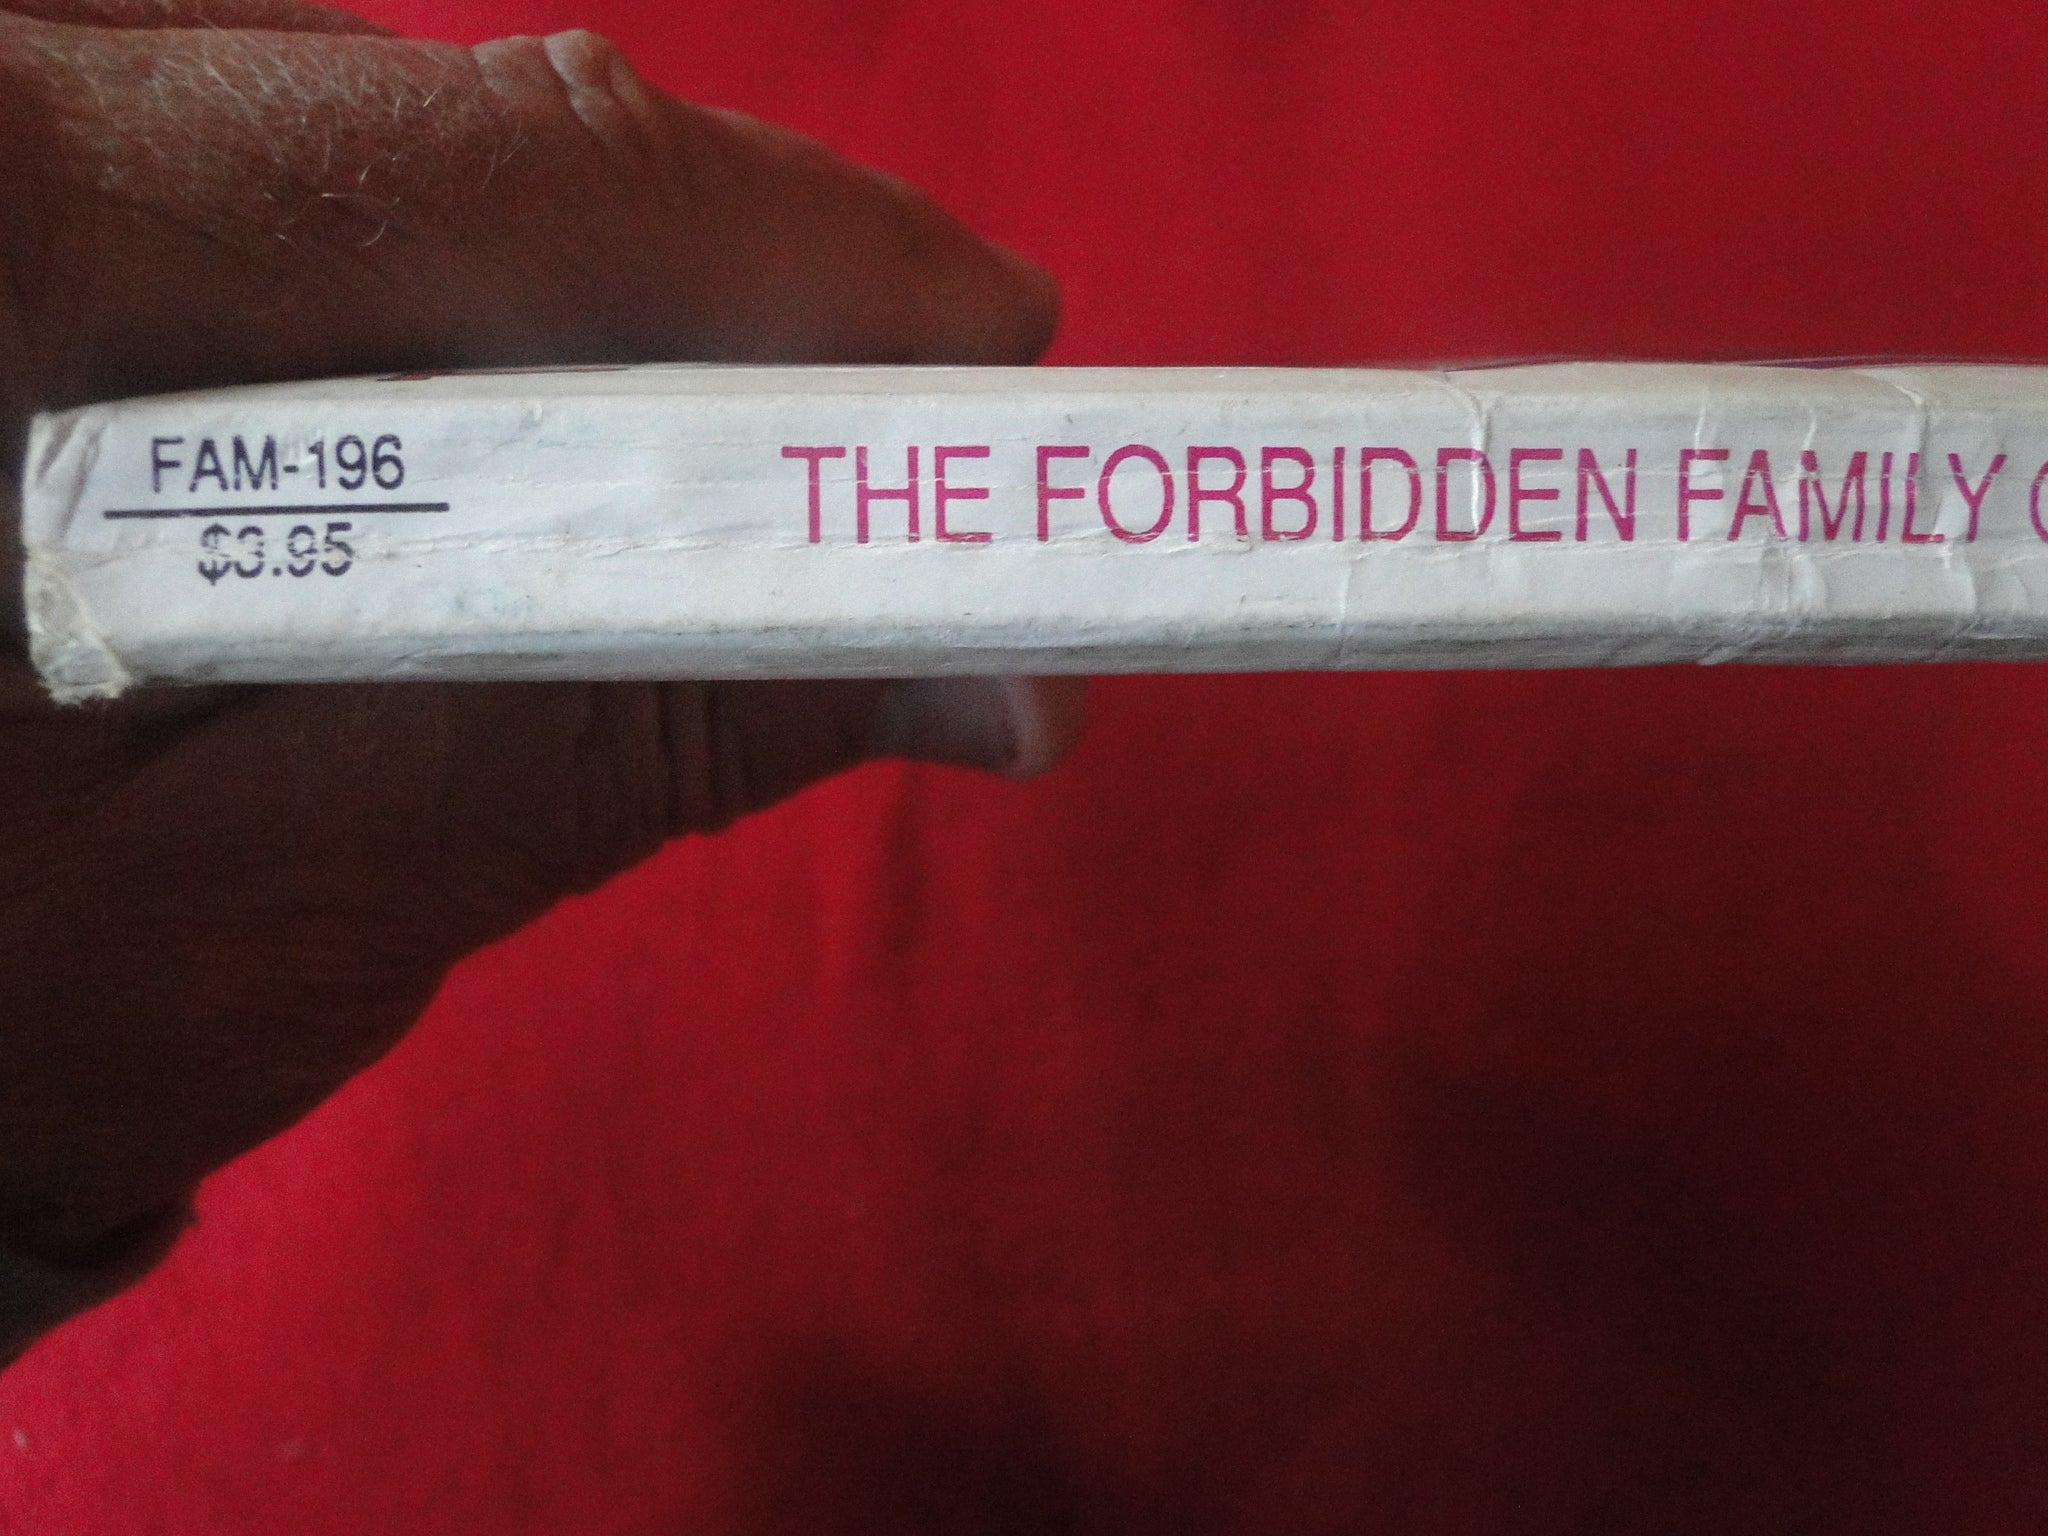 FAM-196
$3.95
THE FORBIDDEN FAMILY